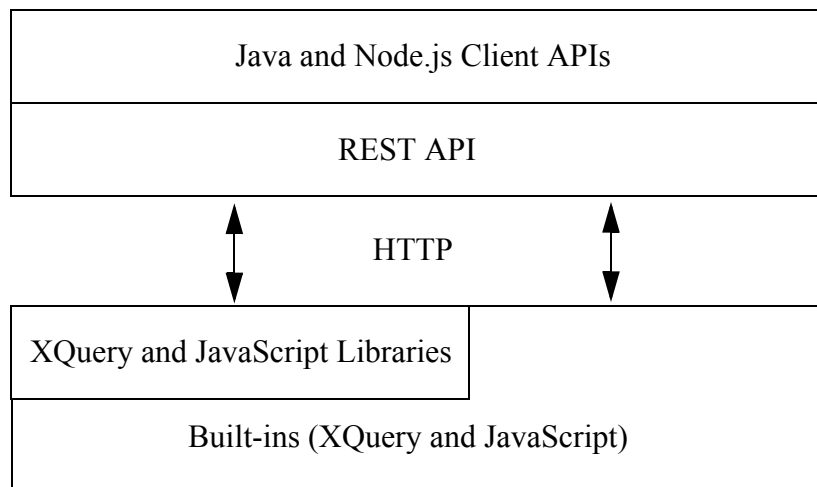 Java and Node.js Client APIs
REST API
HTTP
XQuery and JavaScript Libraries
Built-ins (XQuery and JavaScript)